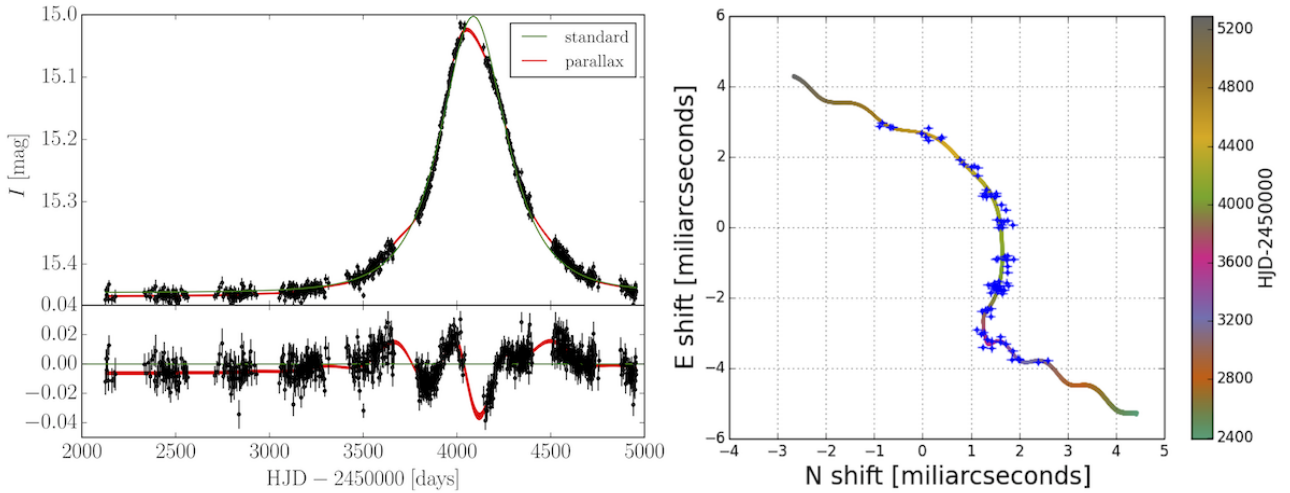 15.0
15.1
15.2
15.3
15.4
I [mag]
standard
parallax
0.04
0.02
0.00
−0.02
−0.04
2000 2500 3000 3500 4000 4500 5000
HJD − 2450000 [days]
6
4
2
0
−2
−4
−6
E shift [miliarcseconds]
−4 −3 −2 −1 0 1 2 3 4 5
N shift [miliarcseconds]
5200
4800
4400
4000
3600
3200
2800
2400
HJD-2450000